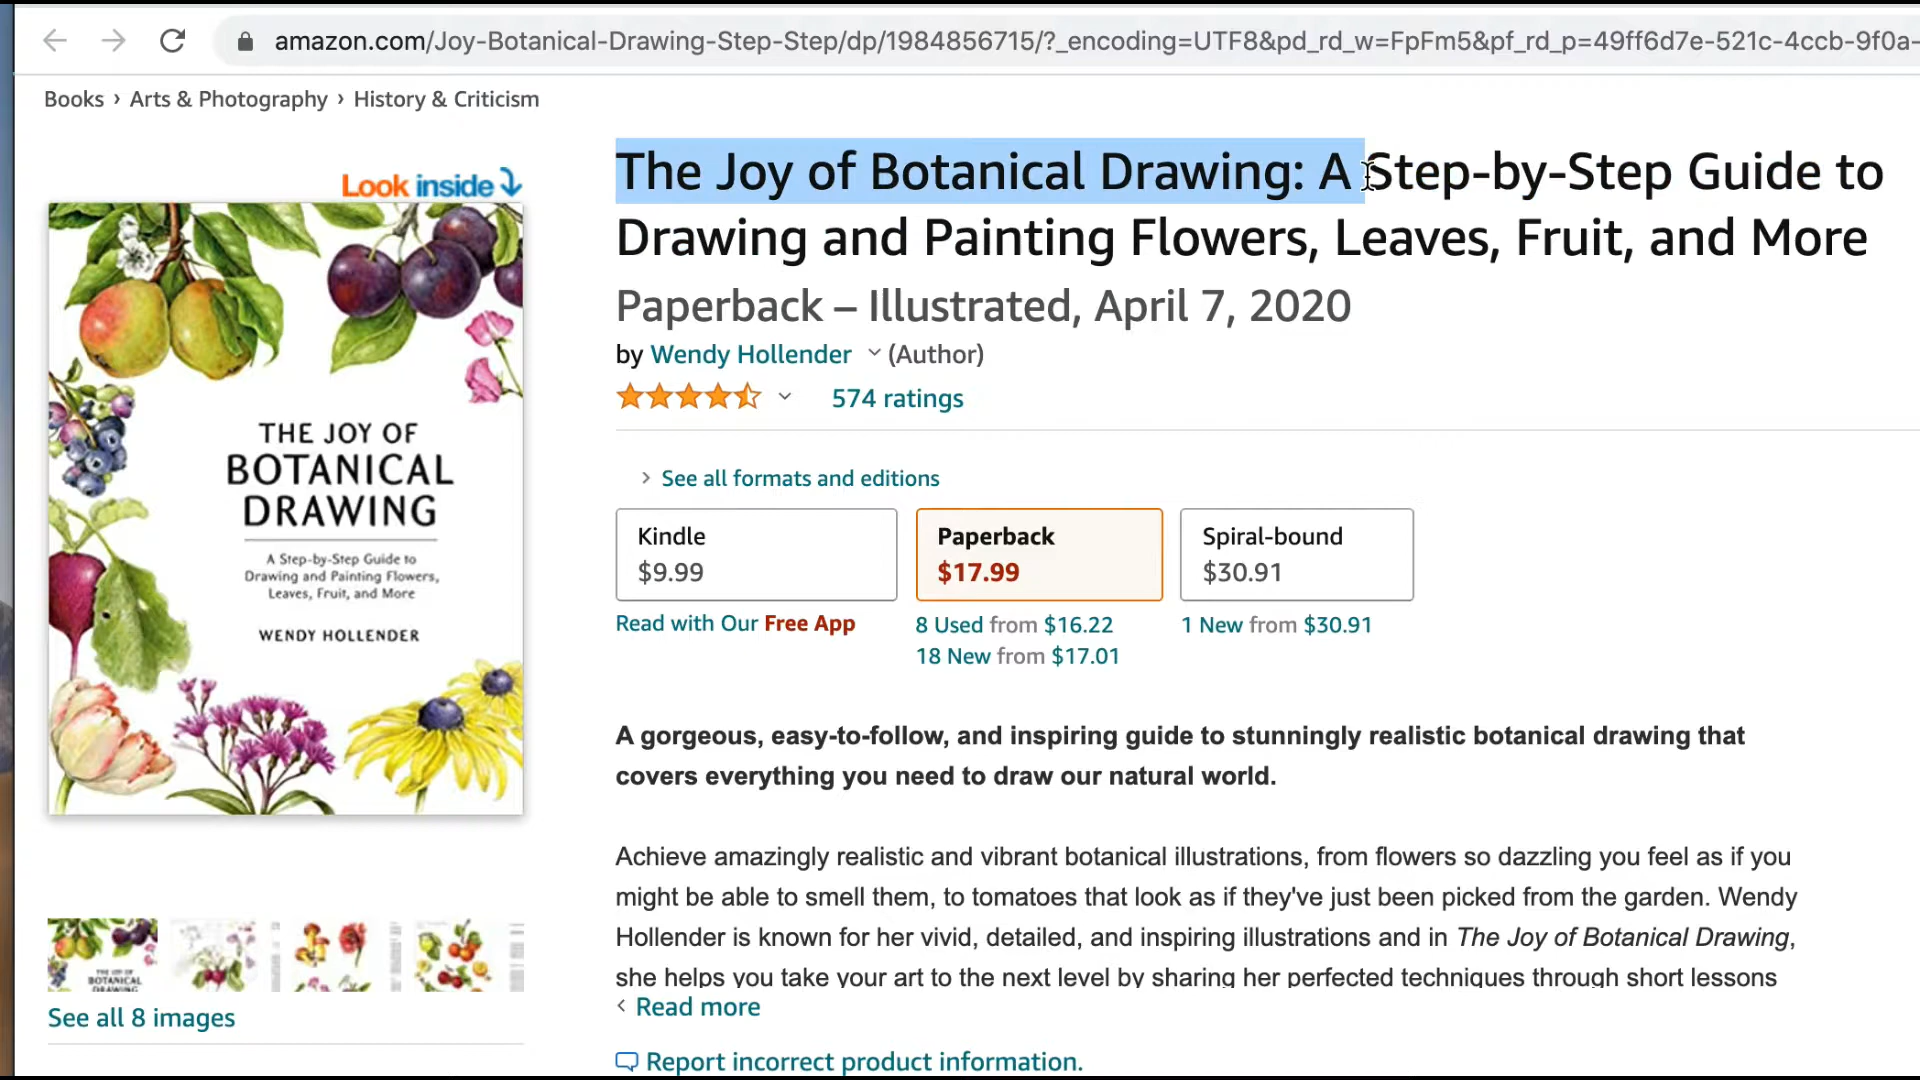 amazon.com/Joy-Botanical-Drawing-Step-Step/dp/1984856715/?_encoding=UTF8&pd_rd_w=FpFm5&pf_rd_p=49ff6d7e-521c-4ccb-9f0a-
Books › Arts & Photography › History & Criticism
Look inside
THE JOY OF
BOTANICAL
DRAWING
A Step-by-Step Guide to
Drawing and Painting Flowers,
Leaves, Fruit, and More
WENDY HOLLENDER
THE JOY OF
BOTANICAL
DRAWING
See all 8 images
The Joy of Botanical Drawing: A Step-by-Step Guide to
Drawing and Painting Flowers, Leaves, Fruit, and More
Paperback – Illustrated, April 7, 2020
by Wendy Hollender (Author)
574 ratings
› See all formats and editions
Kindle
$9.99
Read with Our Free App
Paperback
$17.99
8 Used from $16.22
18 New from $17.01
Spiral-bound
$30.91
1 New from $30.91
A gorgeous, easy-to-follow, and inspiring guide to stunningly realistic botanical drawing that
covers everything you need to draw our natural world.
Achieve amazingly realistic and vibrant botanical illustrations, from flowers so dazzling you feel as if you
might be able to smell them, to tomatoes that look as if they've just been picked from the garden. Wendy
Hollender is known for her vivid, detailed, and inspiring illustrations and in The Joy of Botanical Drawing,
she helps you take your art to the next level by sharing her perfected techniques through short lessons
‹ Read more
Report incorrect product information.